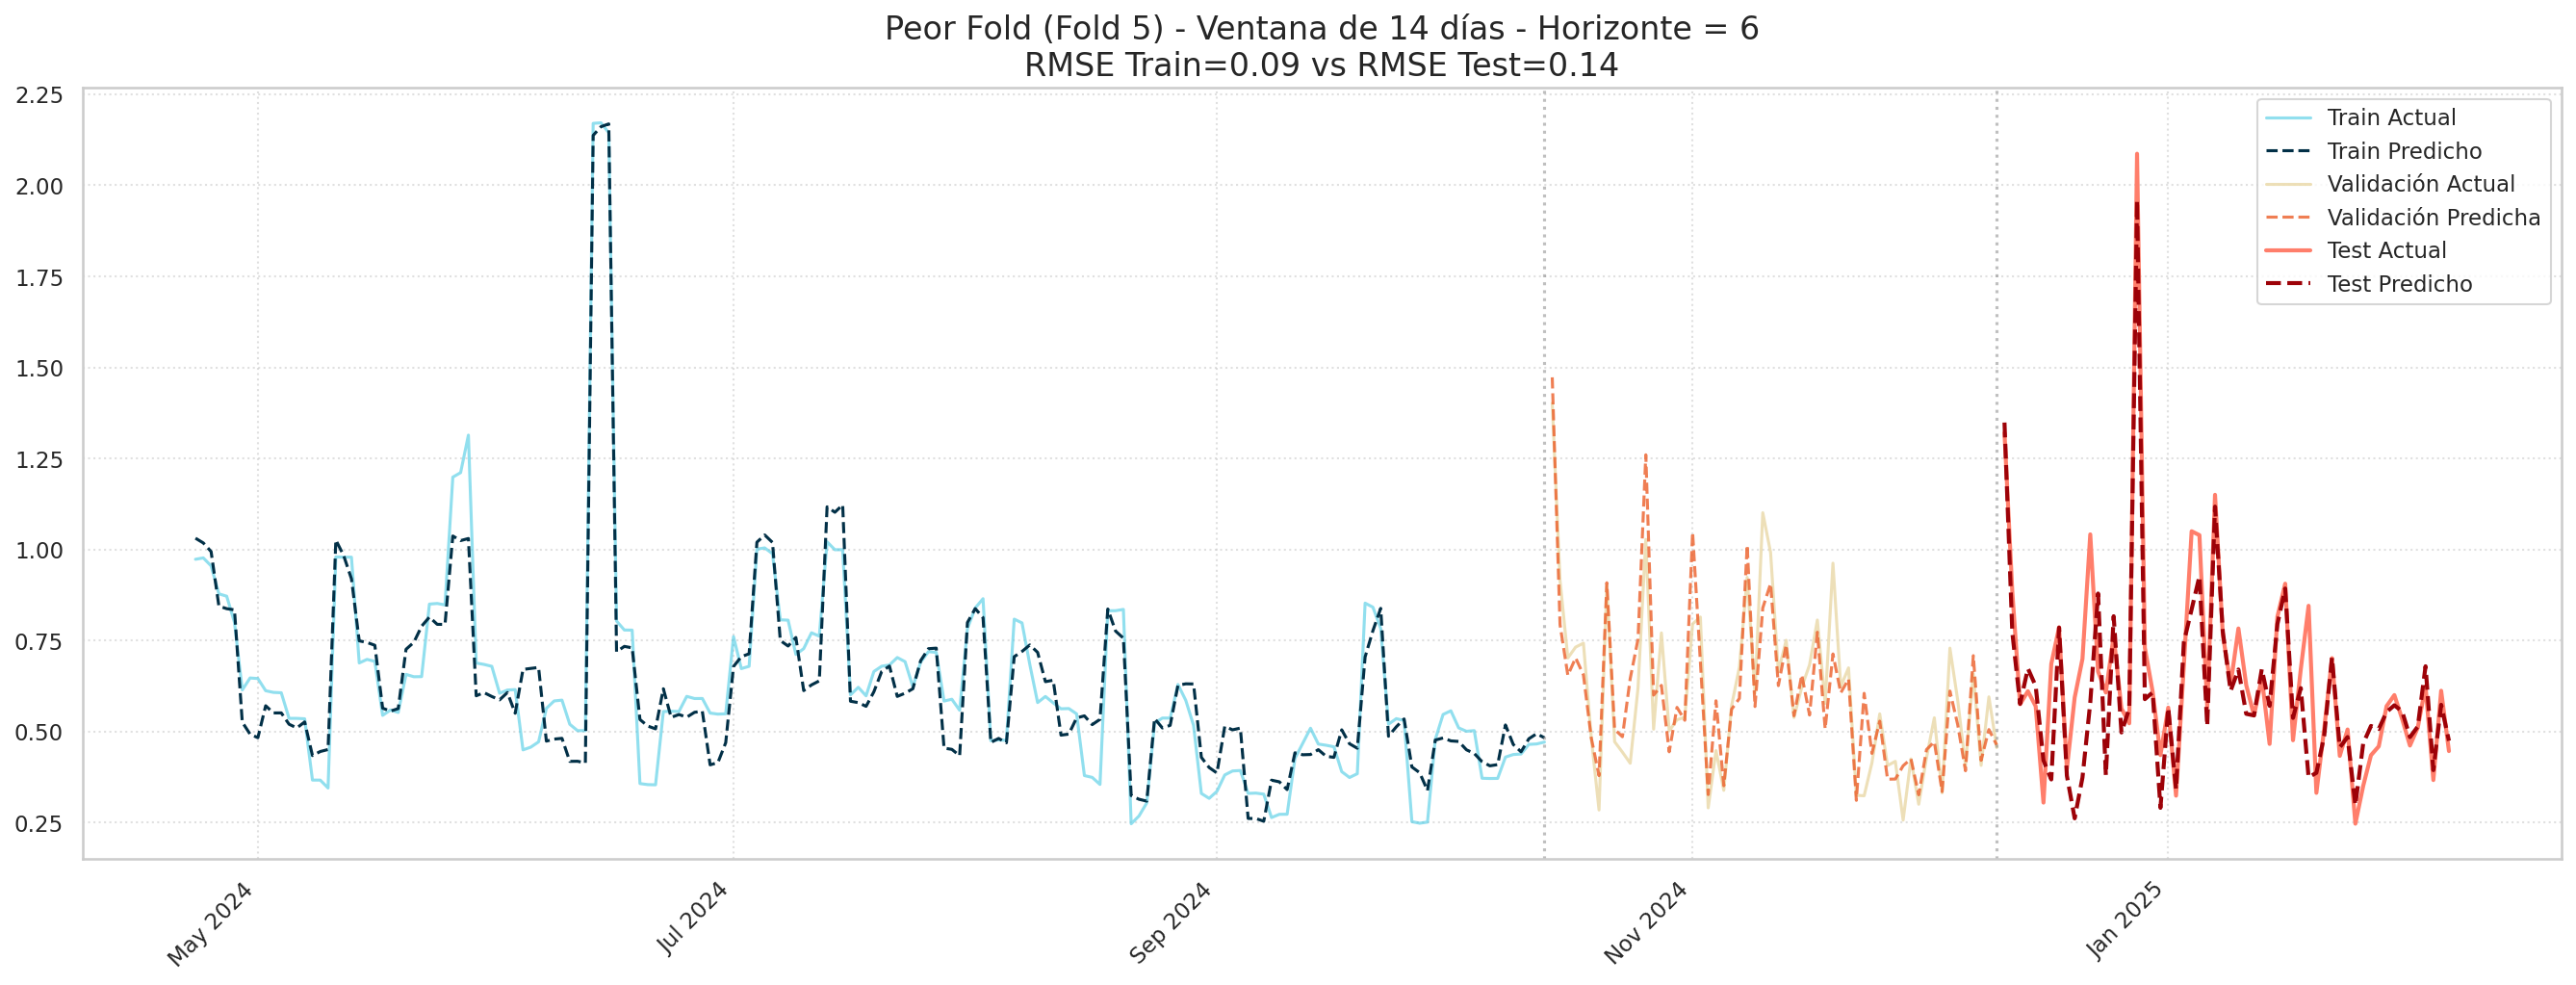 Peor Fold (Fold 5) - Ventana de 14 días - Horizonte = 6
RMSE Train=0.09 vs RMSE Test=0.14
2.25
2.00
1.75
1.50
1.25
1.00
0.75
0.50
0.25
Train Actual
Train Predicho
Validación Actual
Validación Predicha
Test Actual
Test Predicho
May 2024
Jul 2024
Sep 2024
Nov 2024
Jan 2025